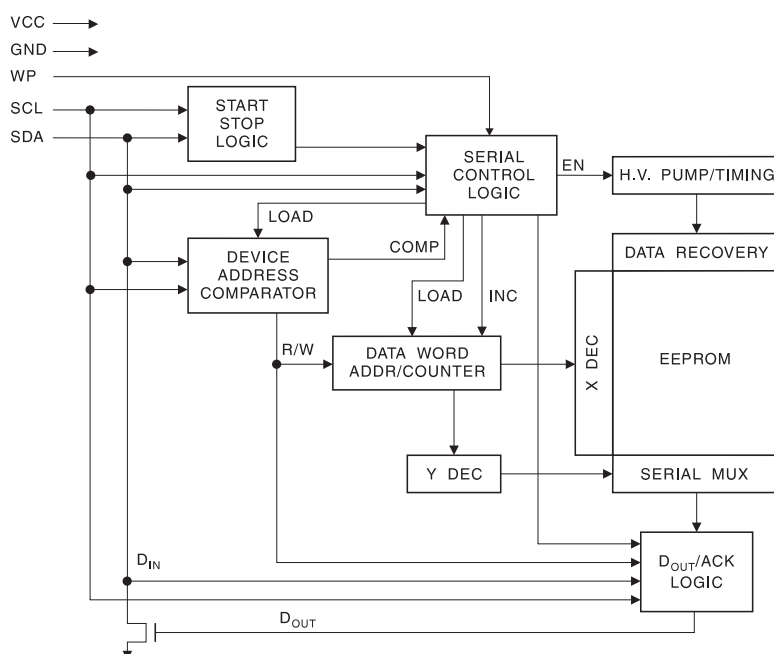 VCC
GND
WP
SCL
SDA
START
STOP
LOGIC
SERIAL
CONTROL
LOGIC
EN
H.V. PUMP/TIMING
LOAD
COMP
DEVICE
ADDRESS
COMPARATOR
LOAD
INC
DATA RECOVERY
R/W
DATA WORD
ADDR/COUNTER
X DEC
EEPROM
Y DEC
SERIAL MUX
DIN
DOUT/ACK
LOGIC
DOUT